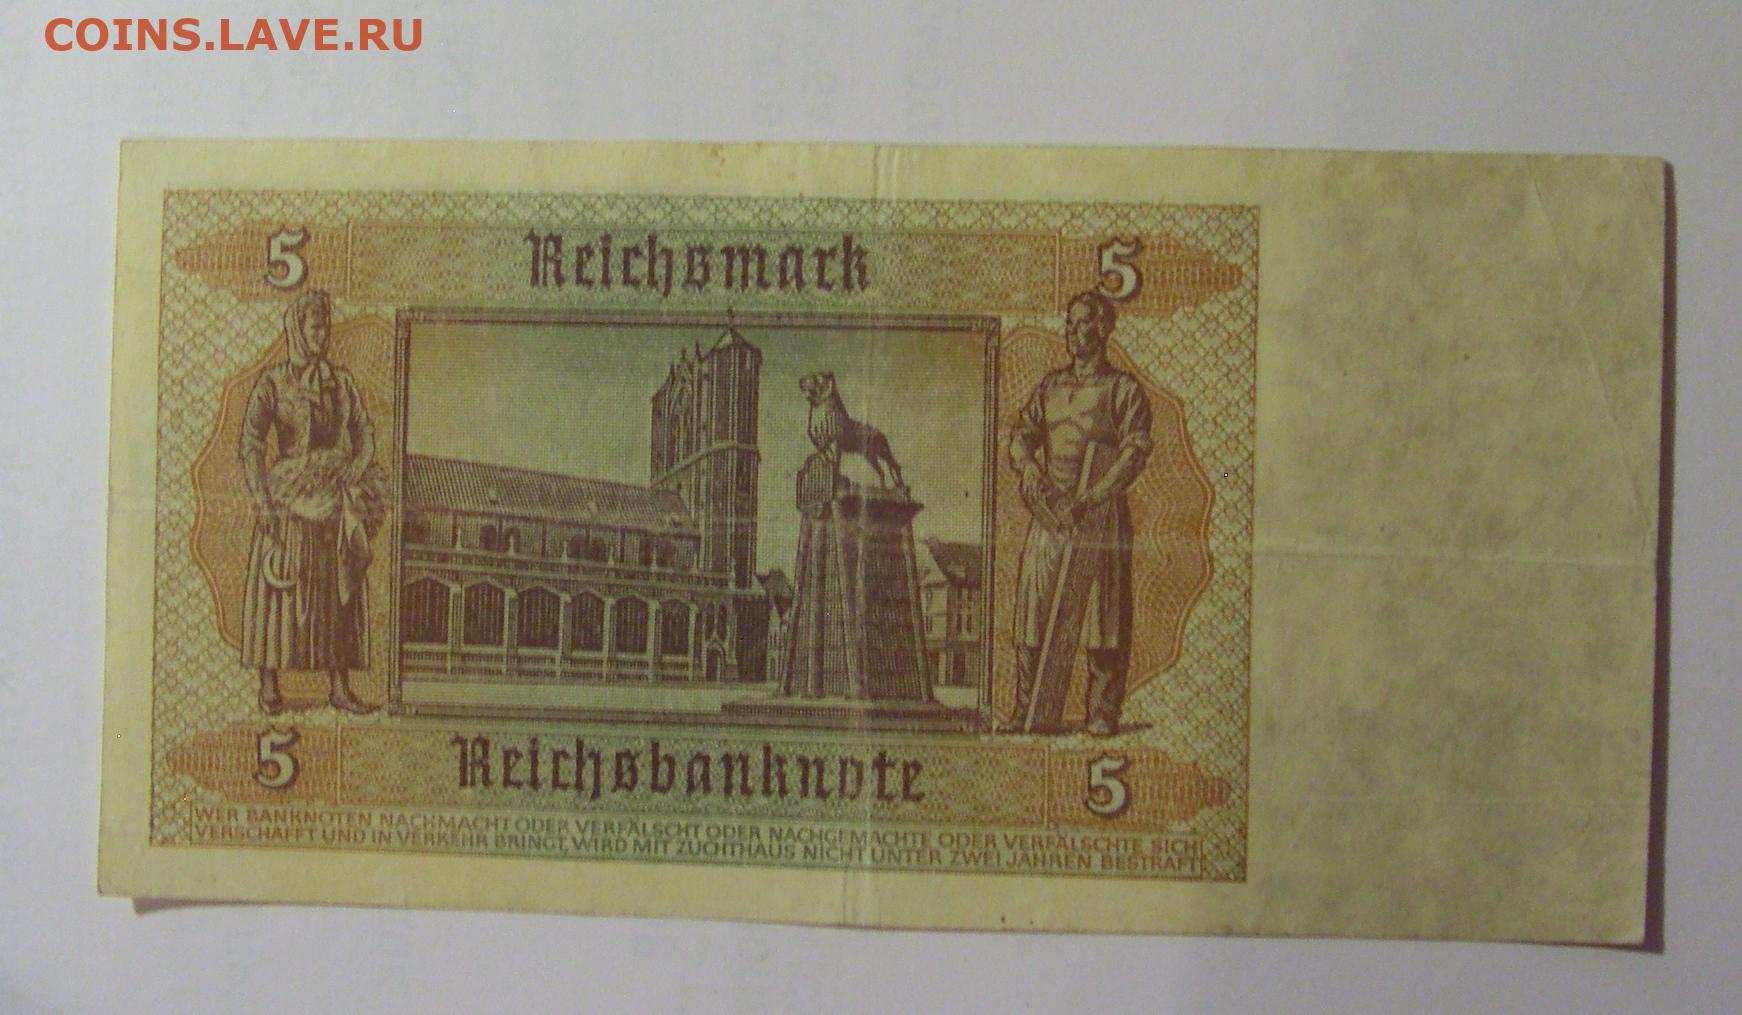 COINS.LAVE.RU
5 Reichsmark 5
5 Reichsbanknote 5
WER BANKNOTEN NACHMACHT ODER VERFÄLSCHT ODER NACHGEMACHTE ODER VERFÄLSCHTE SICH
VERSCHAFFT UND IN VERKEHR BRINGT, WIRD MIT ZUCHTHAUS NICHT UNTER ZWEI JAHREN BESTRAFT